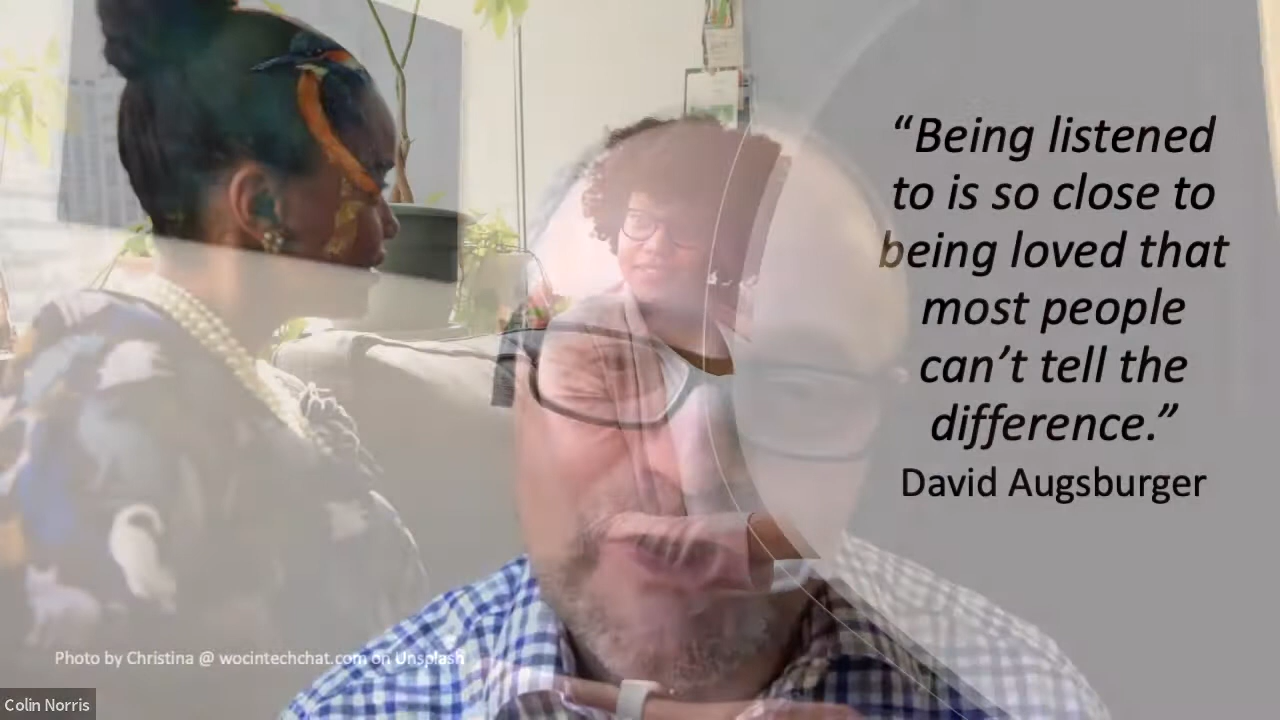 “Being listened
to is so close to
being loved that
most people
can’t tell the
difference.”
David Augsburger
Photo by Christina @ wocintechchat.com on Unsplash
Colin Norris